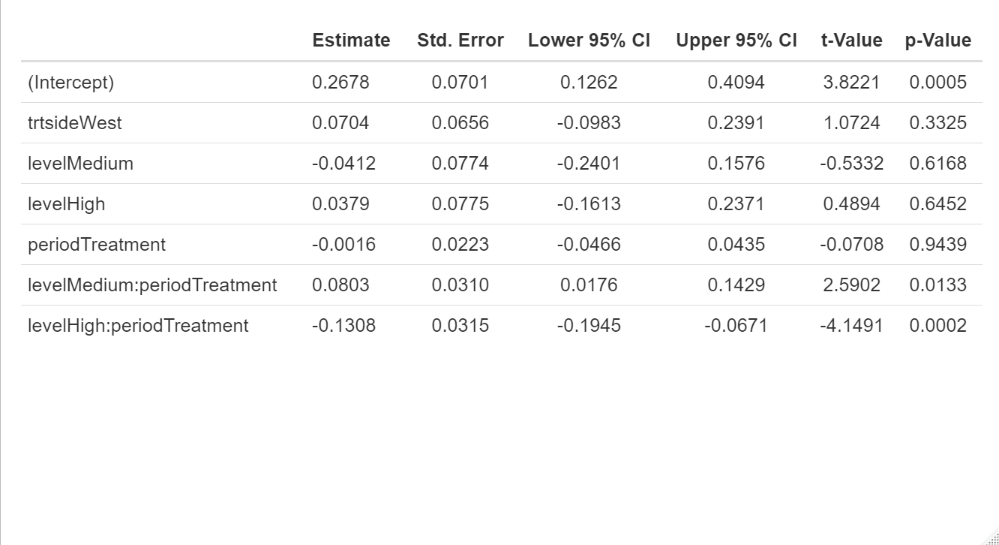 Estimate Std. Error Lower 95% CI Upper 95% CI t-Value p-Value
(Intercept) 0.2678 0.0701 0.1262 0.4094 3.8221 0.0005
trtsideWest 0.0704 0.0656 -0.0983 0.2391 1.0724 0.3325
levelMedium -0.0412 0.0774 -0.2401 0.1576 -0.5332 0.6168
levelHigh 0.0379 0.0775 -0.1613 0.2371 0.4894 0.6452
periodTreatment -0.0016 0.0223 -0.0466 0.0435 -0.0708 0.9439
levelMedium:periodTreatment 0.0803 0.0310 0.0176 0.1429 2.5902 0.0133
levelHigh:periodTreatment -0.1308 0.0315 -0.1945 -0.0671 -4.1491 0.0002